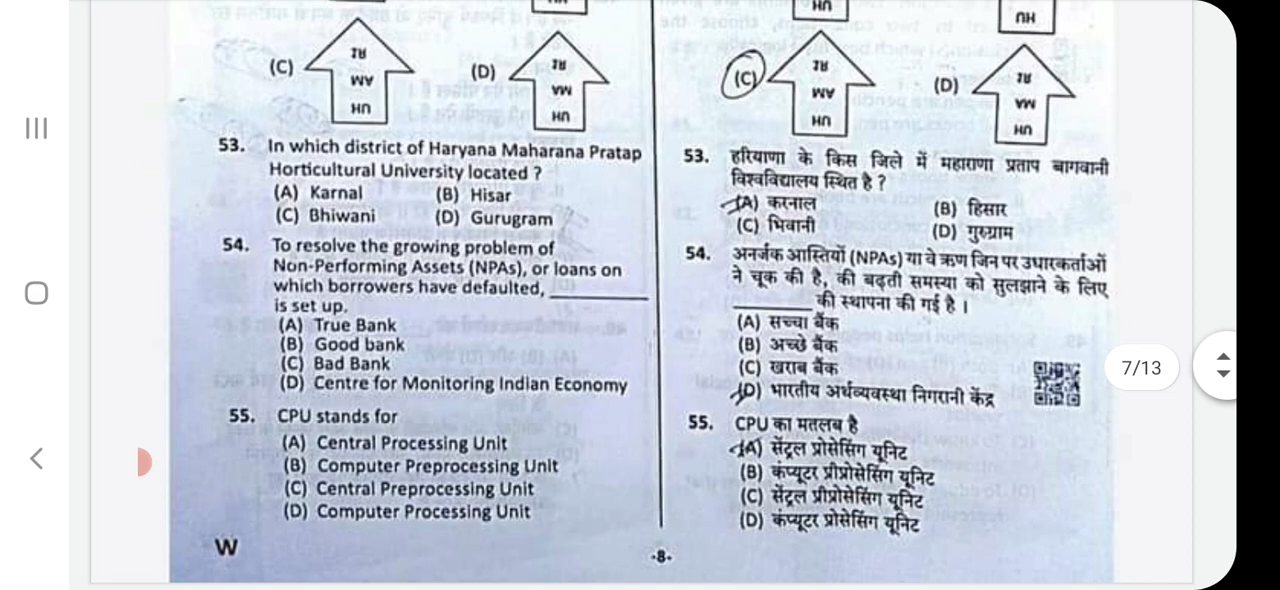 (C)
(D)
53. In which district of Haryana Maharana Pratap
Horticultural University located ?
(A) Karnal (B) Hisar
(C) Bhiwani (D) Gurugram
54. To resolve the growing problem of
Non-Performing Assets (NPAs), or loans on
which borrowers have defaulted, ________
is set up.
(A) True Bank
(B) Good bank
(C) Bad Bank
(D) Centre for Monitoring Indian Economy
55. CPU stands for
(A) Central Processing Unit
(B) Computer Preprocessing Unit
(C) Central Preprocessing Unit
(D) Computer Processing Unit
W
(C)
(D)
53. हरियाणा के किस जिले में महाराणा प्रताप बागवानी
विश्वविद्यालय स्थित है ?
(A) करनाल (B) हिसार
(C) भिवानी (D) गुरुग्राम
54. अनर्जक आस्तियों (NPAs) या वे ऋण जिन पर उधारकर्ताओं
ने चूक की है, की बढ़ती समस्या को सुलझाने के लिए
________ की स्थापना की गई है ।
(A) सच्चा बैंक
(B) अच्छे बैंक
(C) खराब बैंक
(D) भारतीय अर्थव्यवस्था निगरानी केंद्र
55. CPU का मतलब है
(A) सेंट्रल प्रोसेसिंग यूनिट
(B) कंप्यूटर प्रीप्रोसेसिंग यूनिट
(C) सेंट्रल प्रीप्रोसेसिंग यूनिट
(D) कंप्यूटर प्रोसेसिंग यूनिट
-8-
7/13